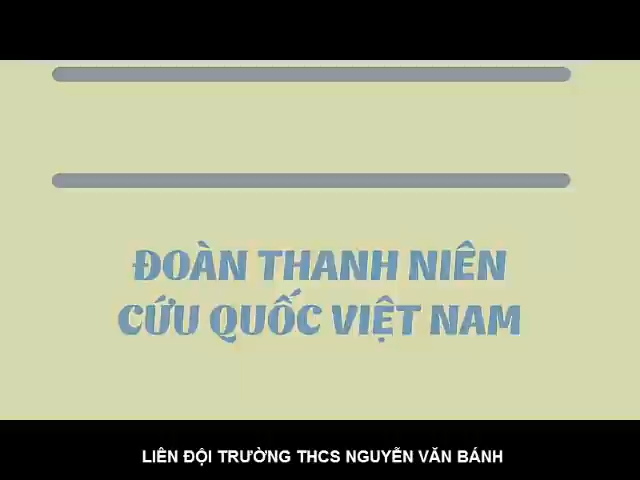 ĐOÀN THANH NIÊN
CỨU QUỐC VIỆT NAM
LIÊN ĐỘI TRƯỜNG THCS NGUYỄN VĂN BÁNH